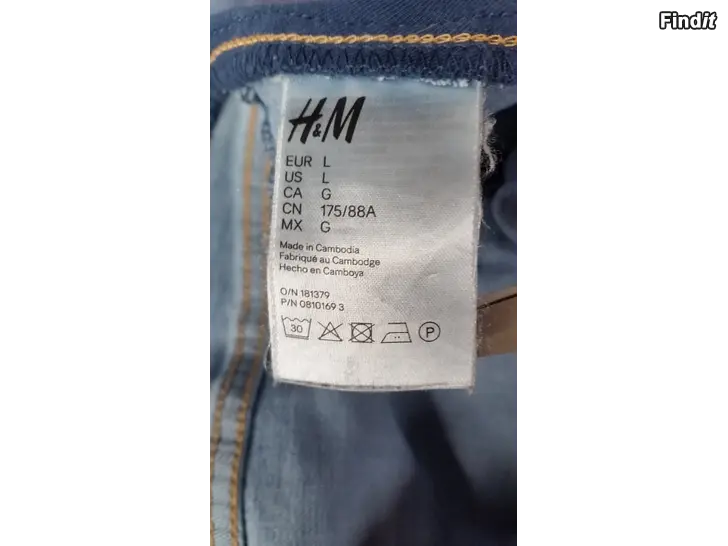 Findit
H&M
EUR L
US L
CA G
CN 175/88A
MX G
Made in Cambodia
Fabriqué au Cambodge
Hecho en Camboya
O/N 181379
P/N 0810169 3
30
P